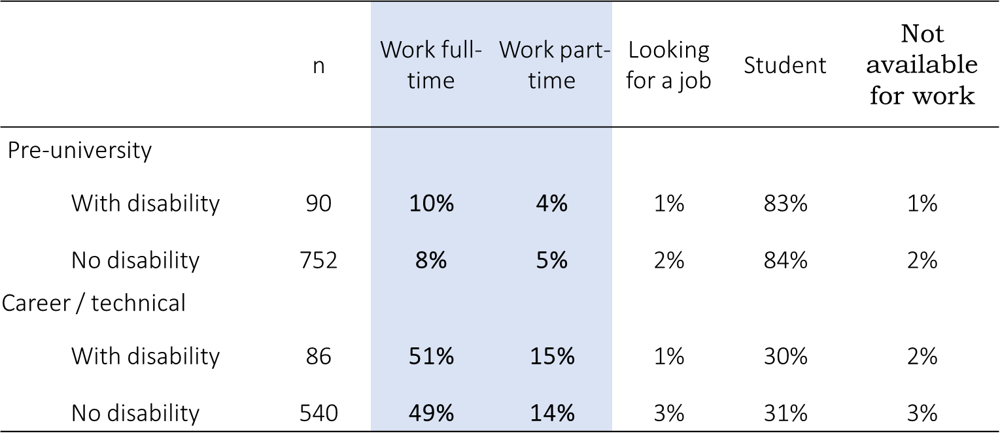 n Work full-time Work part-time Looking for a job Student Not available for work
Pre-university
With disability 90 10% 4% 1% 83% 1%
No disability 752 8% 5% 2% 84% 2%
Career / technical
With disability 86 51% 15% 1% 30% 2%
No disability 540 49% 14% 3% 31% 3%